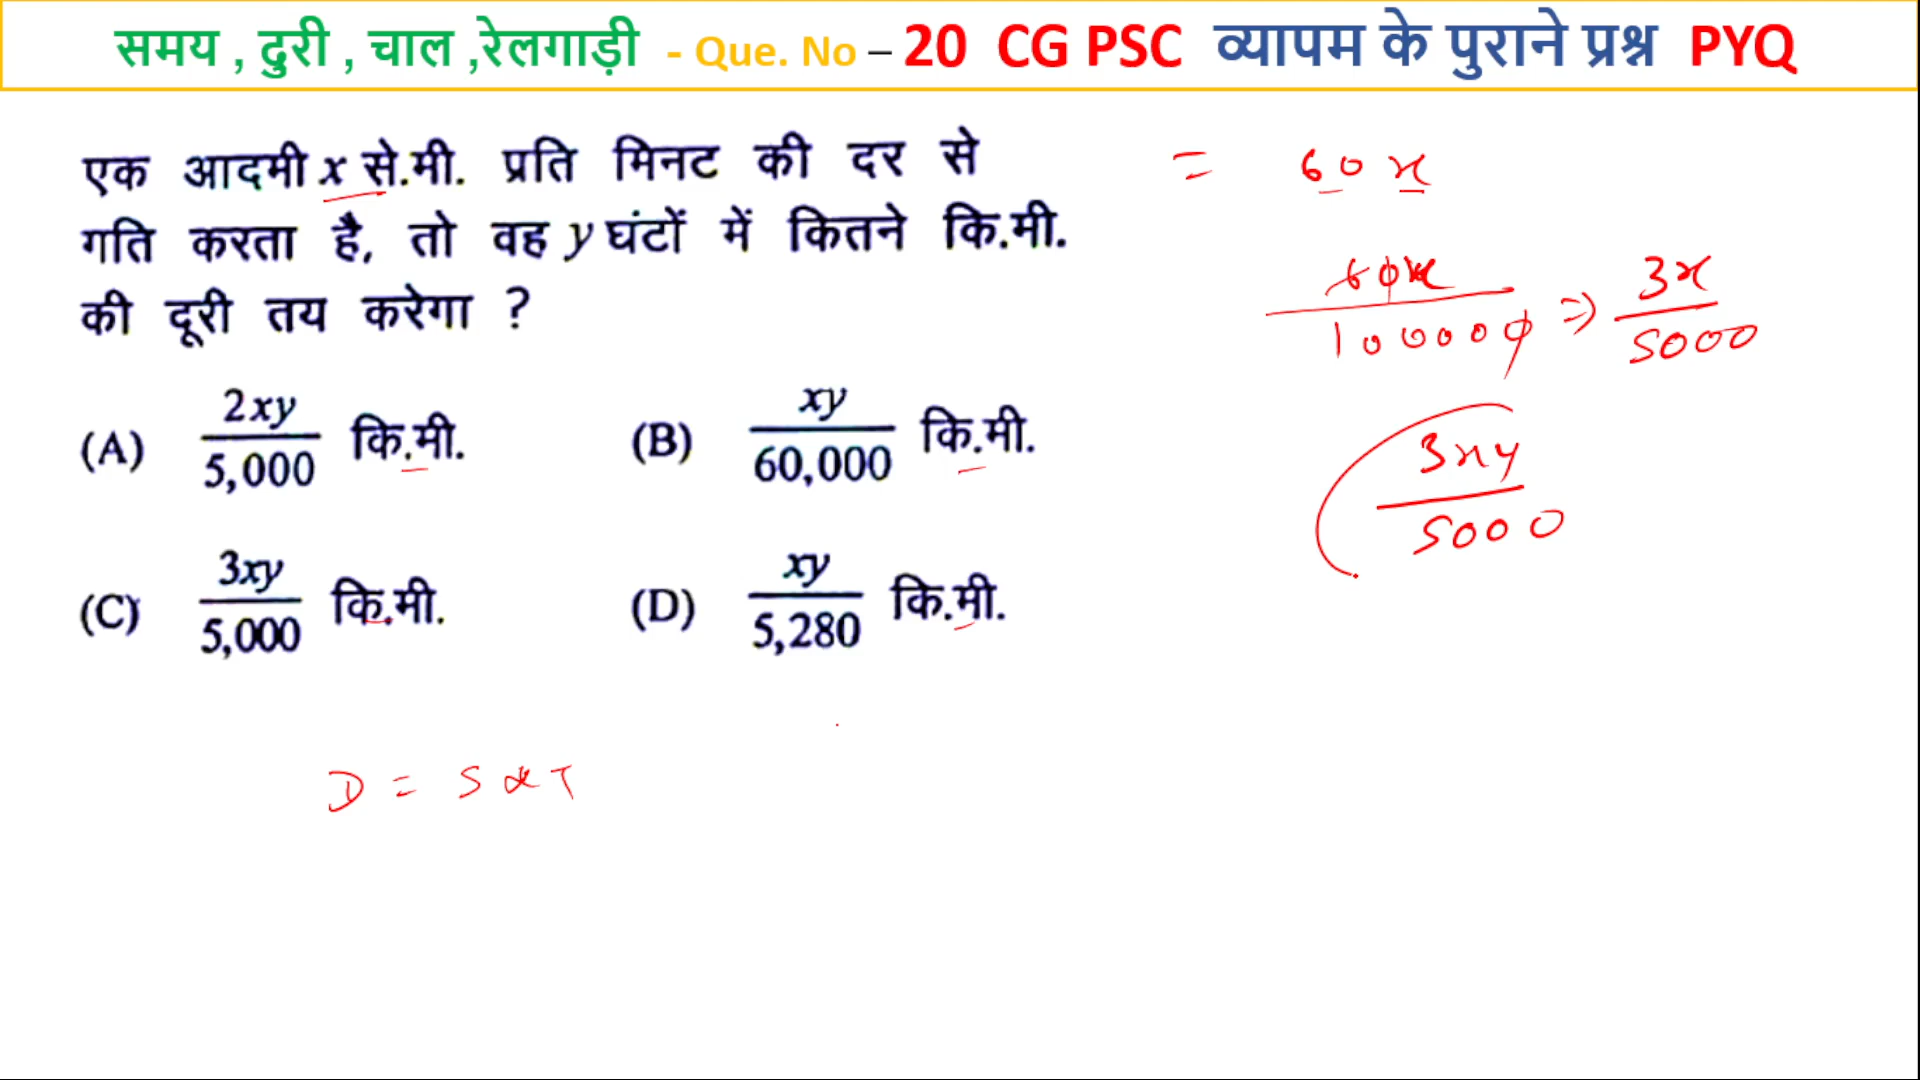 समय , दुरी , चाल ,रेलगाड़ी - Que. No – 20 CG PSC व्यापम के पुराने प्रश्न PYQ
एक आदमी x से.मी. प्रति मिनट की दर से
गति करता है, तो वह y घंटों में कितने कि.मी.
की दूरी तय करेगा ?
(A) 2xy/5,000 कि.मी. (B) xy/60,000 कि.मी.
(C) 3xy/5,000 कि.मी. (D) xy/5,280 कि.मी.
= 60x
60x/100000 ⇒ 3x/5000
3xy/5000
D = S x T